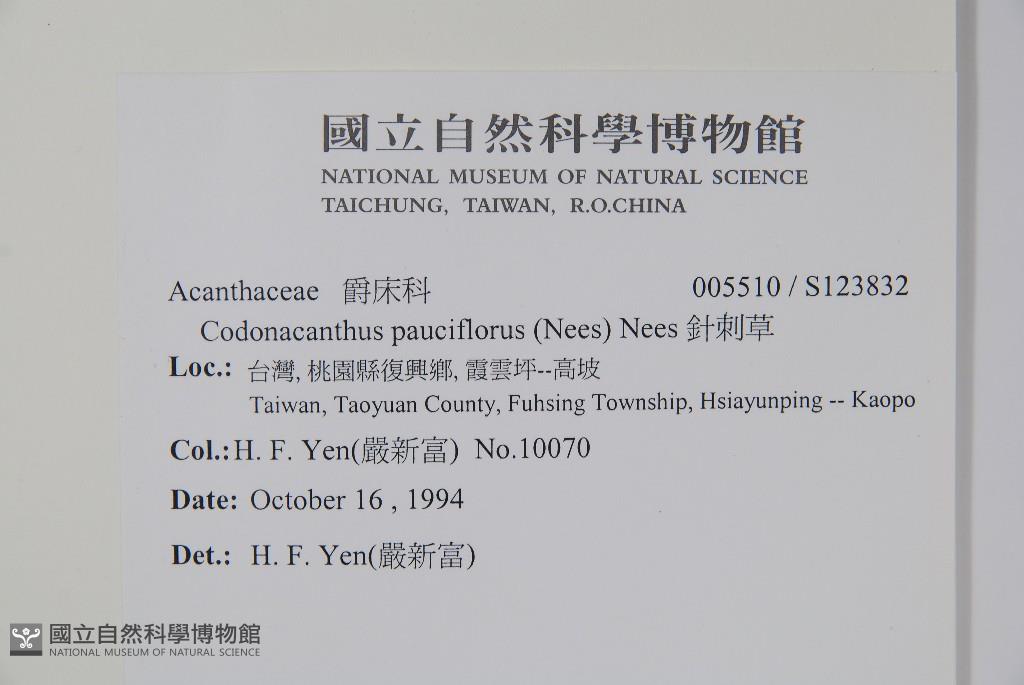 國立自然科學博物館
NATIONAL MUSEUM OF NATURAL SCIENCE
TAICHUNG, TAIWAN, R.O.CHINA
Acanthaceae 爵床科 005510 / S123832
Codonacanthus pauciflorus (Nees) Nees 針刺草
Loc.: 台灣, 桃園縣復興鄉, 霞雲坪--高坡
Taiwan, Taoyuan County, Fuhsing Township, Hsiayunping -- Kaopo
Col.:H. F. Yen(嚴新富) No.10070
Date: October 16 , 1994
Det.: H. F. Yen(嚴新富)
國立自然科學博物館
NATIONAL MUSEUM OF NATURAL SCIENCE